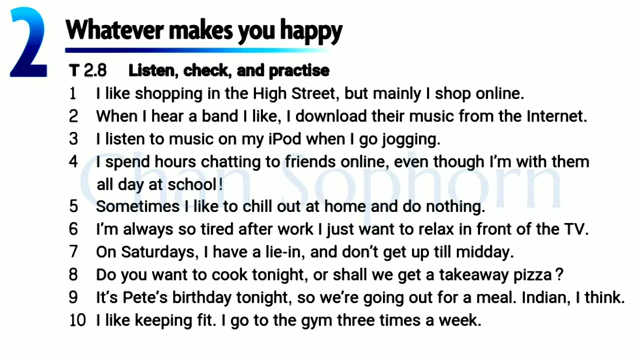 2 Whatever makes you happy
T 2.8 Listen, check, and practise
1 I like shopping in the High Street, but mainly I shop online.
2 When I hear a band I like, I download their music from the Internet.
3 I listen to music on my iPod when I go jogging.
4 I spend hours chatting to friends online, even though I'm with them
all day at school!
Chan Sophorn
5 Sometimes I like to chill out at home and do nothing.
6 I'm always so tired after work I just want to relax in front of the TV.
7 On Saturdays, I have a lie-in, and don't get up till midday.
8 Do you want to cook tonight, or shall we get a takeaway pizza?
9 It's Pete's birthday tonight, so we're going out for a meal. Indian, I think.
10 I like keeping fit. I go to the gym three times a week.